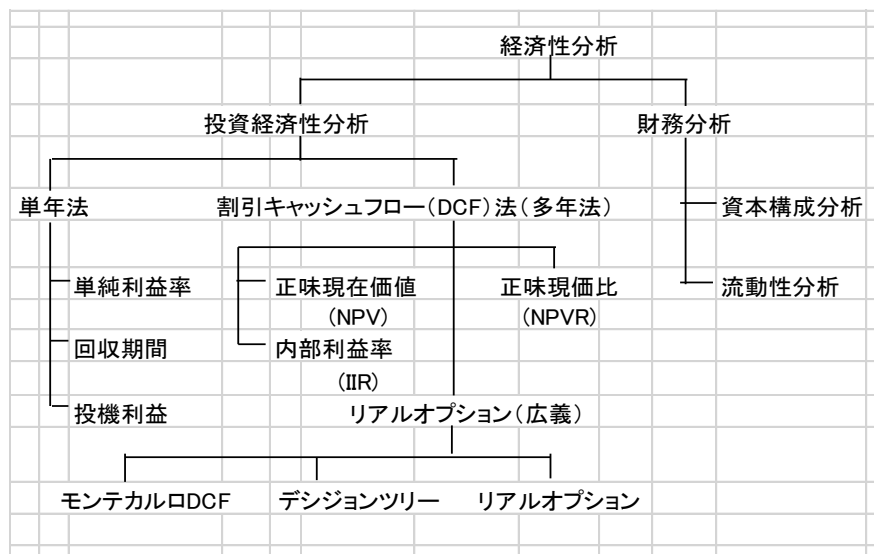 経済性分析
投資経済性分析 財務分析
単年法 割引キャッシュフロー(DCF)法(多年法) 資本構成分析
単純利益率 正味現在価値 正味現価比 流動性分析
(NPV) (NPVR)
回収期間 内部利益率
(IIR)
投機利益 リアルオプション(広義)
モンテカルロDCF デシジョンツリー リアルオプション